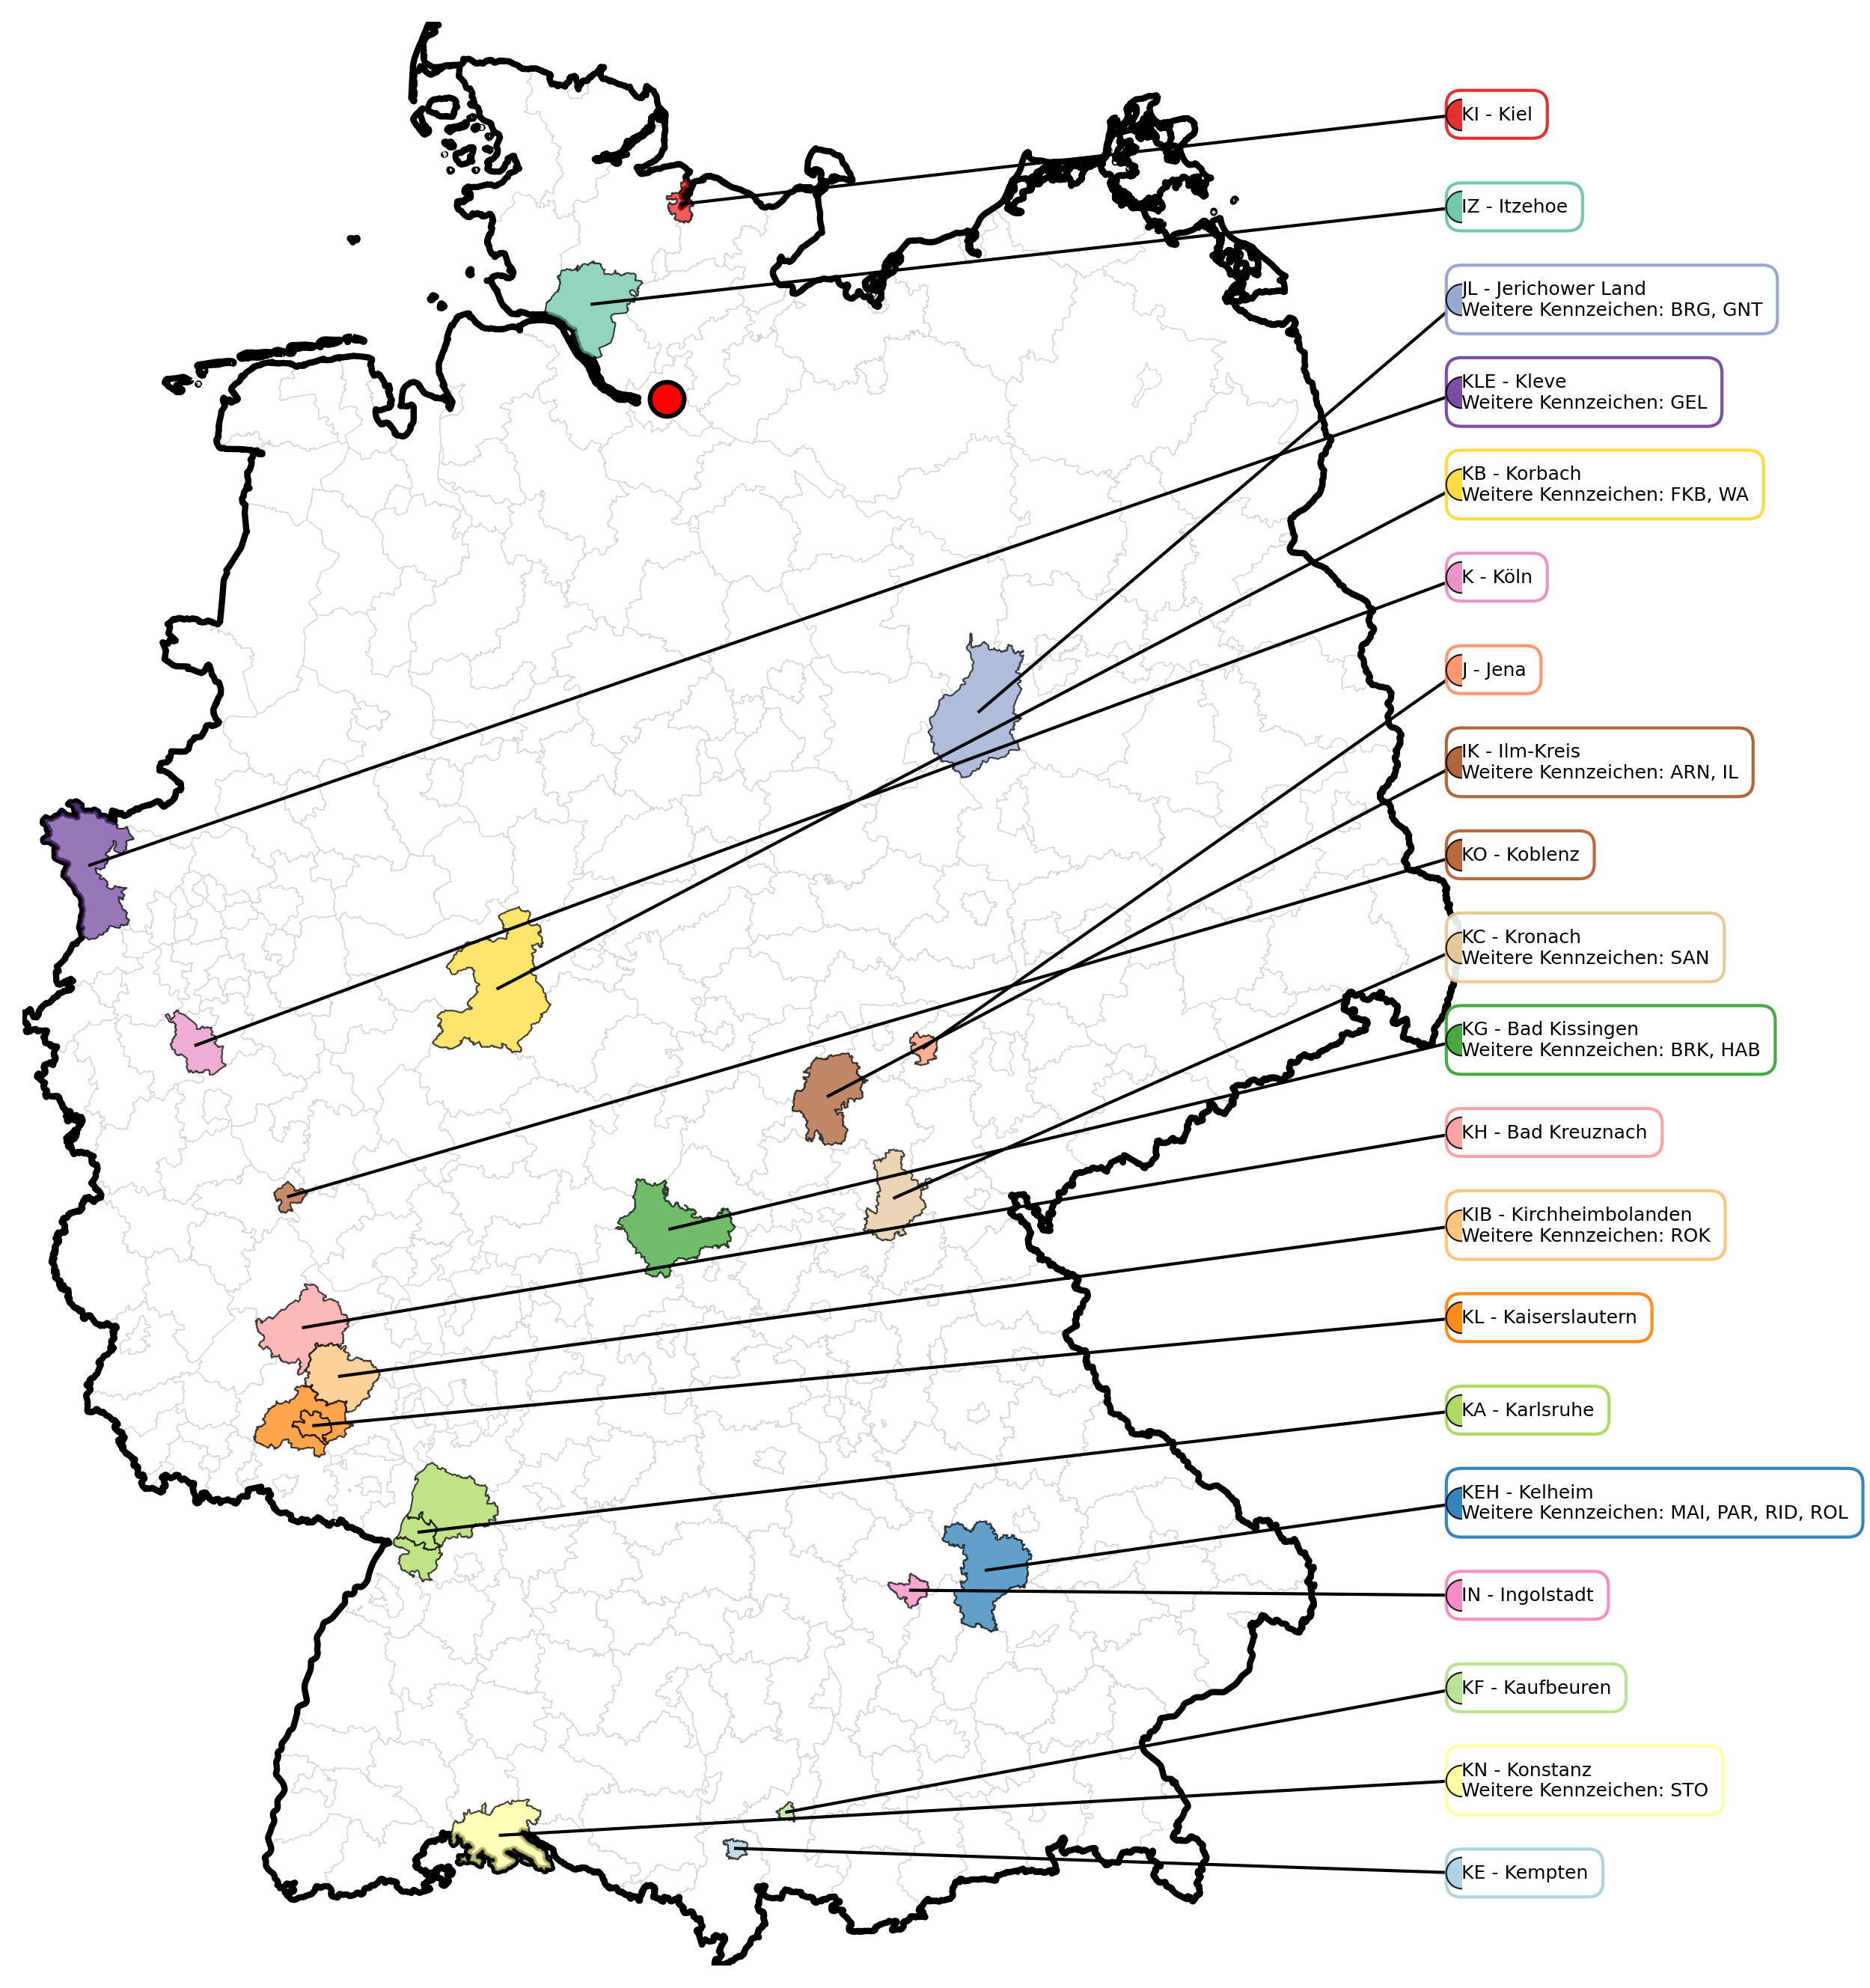 KI - Kiel
IZ - Itzehoe
JL - Jerichower Land
Weitere Kennzeichen: BRG, GNT
KLE - Kleve
Weitere Kennzeichen: GEL
KB - Korbach
Weitere Kennzeichen: FKB, WA
K - Köln
J - Jena
IK - Ilm-Kreis
Weitere Kennzeichen: ARN, IL
KO - Koblenz
KC - Kronach
Weitere Kennzeichen: SAN
KG - Bad Kissingen
Weitere Kennzeichen: BRK, HAB
KH - Bad Kreuznach
KIB - Kirchheimbolanden
Weitere Kennzeichen: ROK
KL - Kaiserslautern
KA - Karlsruhe
KEH - Kelheim
Weitere Kennzeichen: MAI, PAR, RID, ROL
IN - Ingolstadt
KF - Kaufbeuren
KN - Konstanz
Weitere Kennzeichen: STO
KE - Kempten